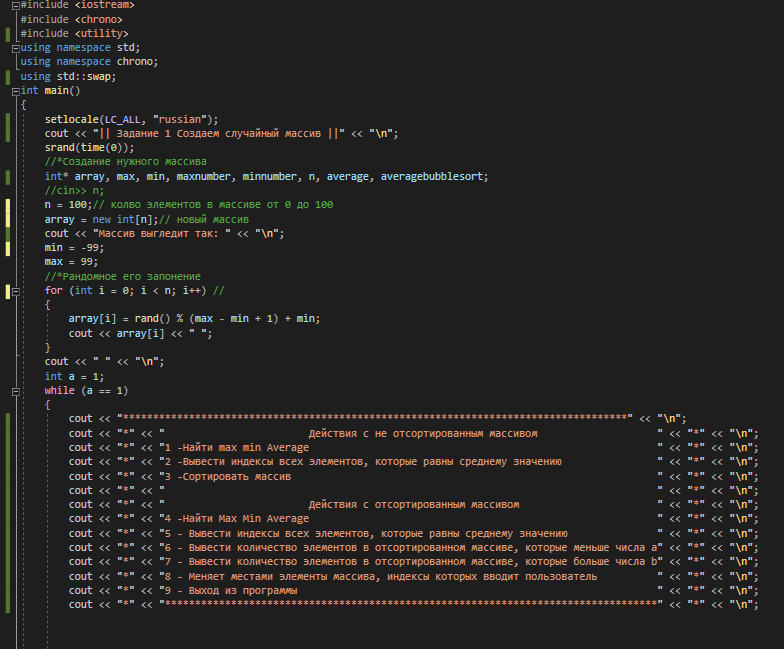 #include <iostream>
#include <chrono>
#include <utility>
using namespace std;
using namespace chrono;
using std::swap;
int main()
{
setlocale(LC_ALL, "russian");
cout << "|| Задание 1 Создаем случайный массив ||" << "\n";
srand(time(0));
//*Создание нужного массива
int* array, max, min, maxnumber, minnumber, n, average, averagebubblesort;
//cin>> n;
n = 100;// колво элементов в массиве от 0 до 100
array = new int[n];// новый массив
cout << "Массив выгледит так: " << "\n";
min = -99;
max = 99;
//*Рандомное его запонение
for (int i = 0; i < n; i++) //
{
array[i] = rand() % (max - min + 1) + min;
cout << array[i] << " ";
}
cout << " " << "\n";
int a = 1;
while (a == 1)
{
cout << "************************************************************************************" << "\n";
cout << "*" << "                        Действия с не отсортированным массивом                    " << "*" << "\n";
cout << "*" << "1 -Найти max min Average                                                          " << "*" << "\n";
cout << "*" << "2 -Вывести индексы всех элементов, которые равны среднему значению                " << "*" << "\n";
cout << "*" << "3 -Сортировать массив                                                             " << "*" << "\n";
cout << "*" << "                                                                                  " << "*" << "\n";
cout << "*" << "                        Действия с отсортированным массивом                       " << "*" << "\n";
cout << "*" << "4 -Найти Max Min Average                                                          " << "*" << "\n";
cout << "*" << "5 - Вывести индексы всех элементов, которые равны среднему значению               " << "*" << "\n";
cout << "*" << "6 - Вывести количество элементов в отсортированном массиве, которые меньше числа a" << "*" << "\n";
cout << "*" << "7 - Вывести количество элементов в отсортированном массиве, которые больше числа b" << "*" << "\n";
cout << "*" << "8 - Меняет местами элементы массива, индексы которых вводит пользователь          " << "*" << "\n";
cout << "*" << "9 - Выход из программы                                                            " << "*" << "\n";
cout << "*" << "**********************************************************************************" << "*" << "\n";